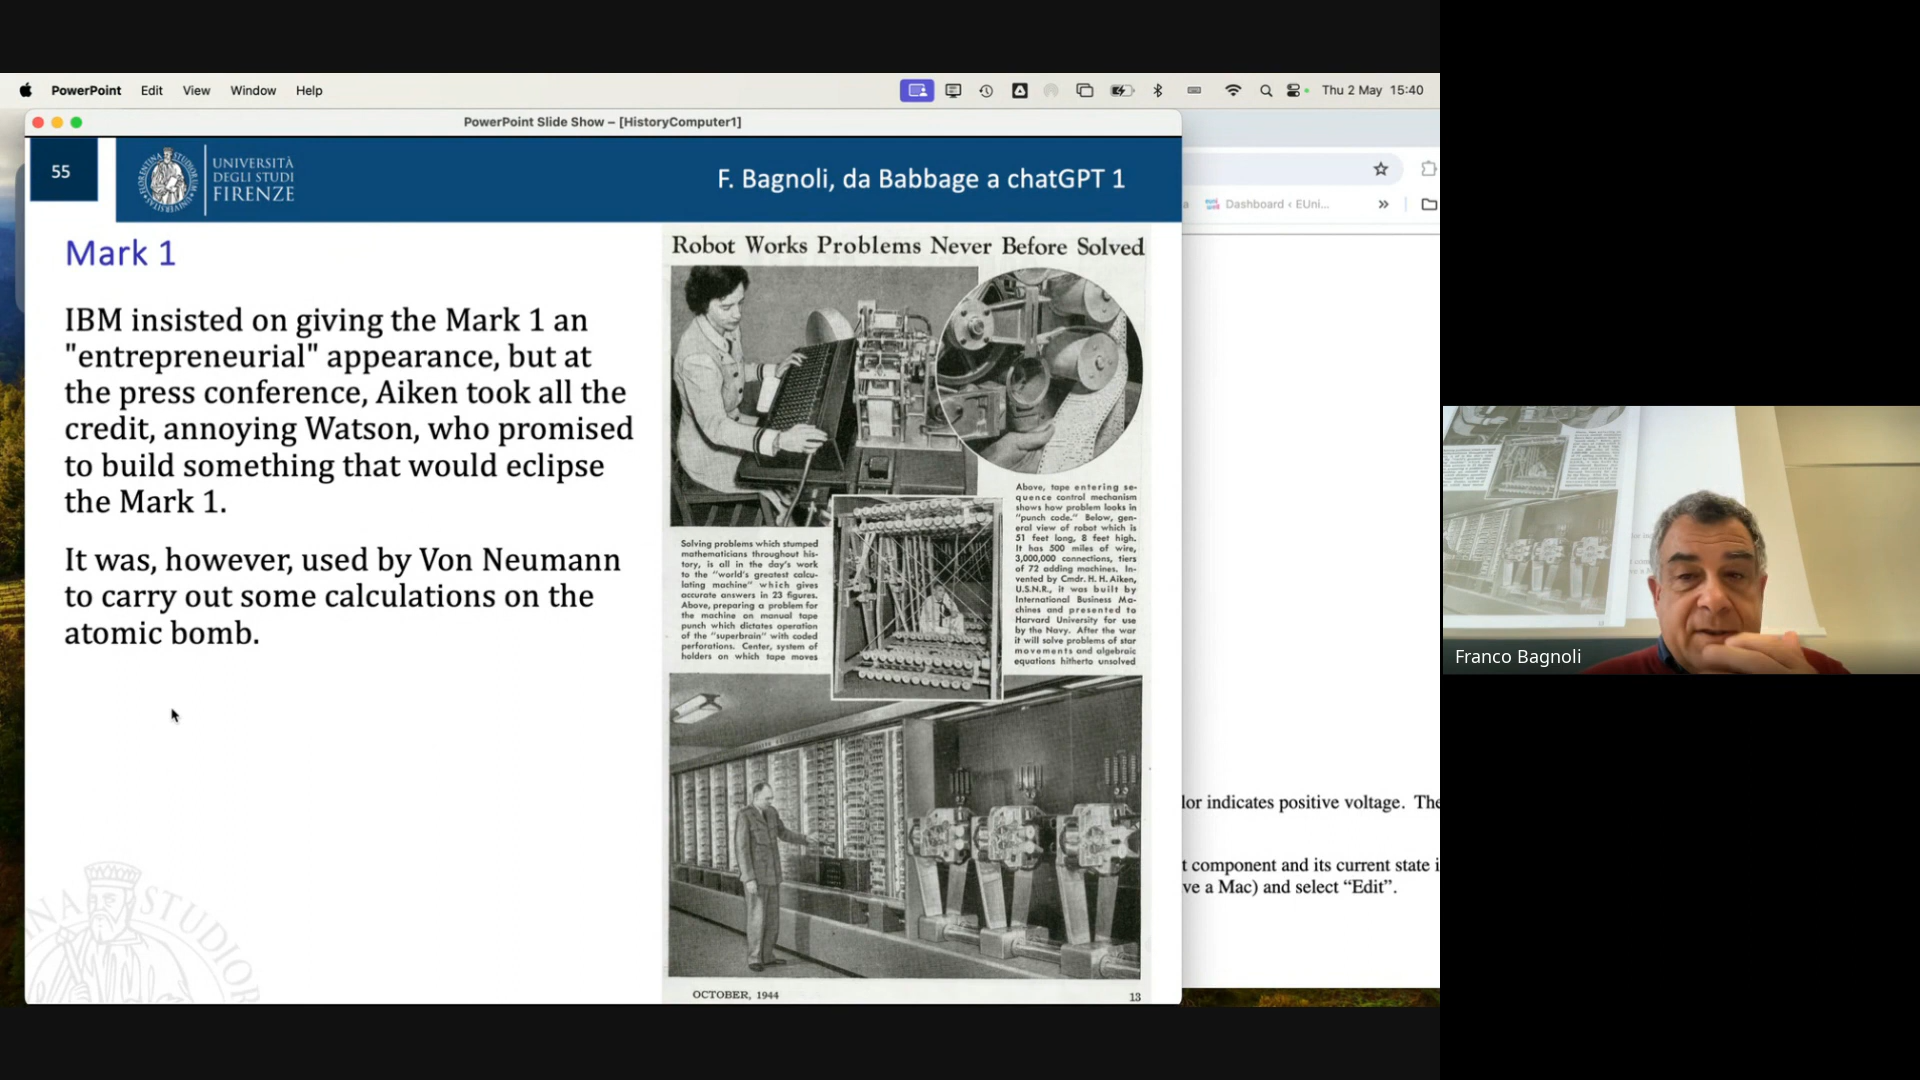 PowerPoint Edit View Window Help
Thu 2 May 15:40
PowerPoint Slide Show – [HistoryComputer1]
55
UNIVERSITÀ
DEGLI STUDI
FIRENZE
F. Bagnoli, da Babbage a chatGPT 1
Dashboard ‹ EUni...
Mark 1
IBM insisted on giving the Mark 1 an
"entrepreneurial" appearance, but at
the press conference, Aiken took all the
credit, annoying Watson, who promised
to build something that would eclipse
the Mark 1.
It was, however, used by Von Neumann
to carry out some calculations on the
atomic bomb.
Robot Works Problems Never Before Solved
Solving problems which stumped
mathematicians throughout his-
tory, is all in the day's work
to the "world's greatest calcu-
lating machine" which gives
accurate answers in 23 figures.
Above, preparing a problem for
the machine on manual tape
punch which dictates operation
of the "superbrain" with coded
perforations. Center, system of
holders on which tape moves
Above, tape entering se-
quence control mechanism
shows how problem looks in
"punch code." Below, gen-
eral view of robot which is
51 feet long, 8 feet high.
It has 500 miles of wire,
3,000,000 connections, tiers
of 72 adding machines. In-
vented by Cmdr. H. H. Aiken,
U.S.N.R., it was built by
International Business Ma-
chines and presented to
Harvard University for use
by the Navy. After the war
it will solve problems of star
movements and algebraic
equations hitherto unsolved
OCTOBER, 1944
13
lor indicates positive voltage. The
t component and its current state i
ve a Mac) and select “Edit”.
Franco Bagnoli